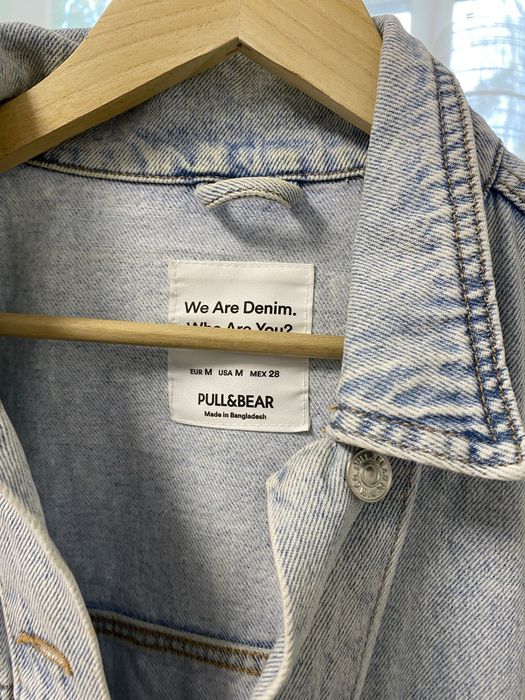 We Are Denim.
Who Are You?
EUR M USA M MEX 28
PULL&BEAR
Made in Bangladesh